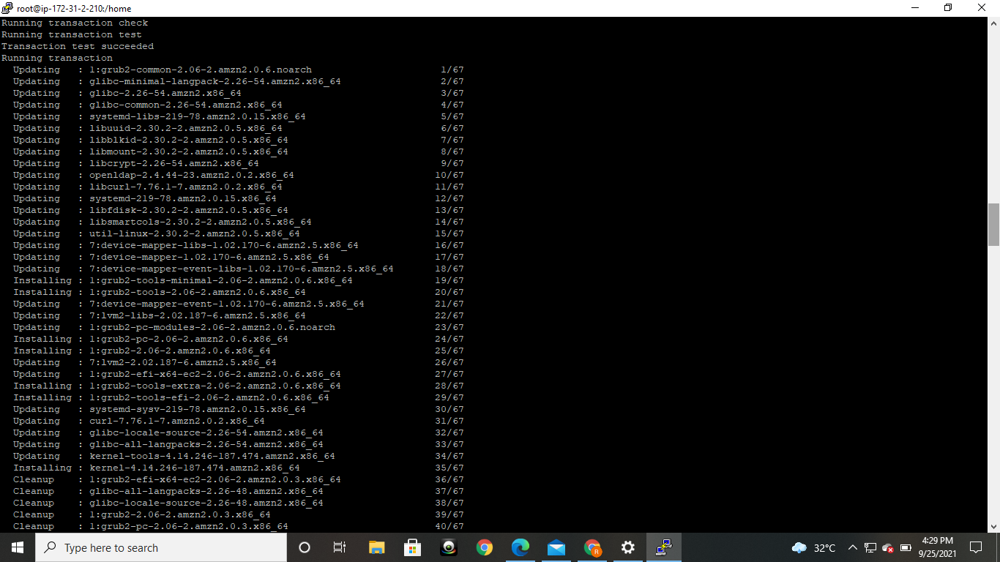 root@ip-172-31-2-210:/home
Running transaction check
Running transaction test
Transaction test succeeded
Running transaction
  Updating   : 1:grub2-common-2.06-2.amzn2.0.6.noarch                      1/67
  Updating   : glibc-minimal-langpack-2.26-54.amzn2.x86_64                 2/67
  Updating   : glibc-2.26-54.amzn2.x86_64                                  3/67
  Updating   : glibc-common-2.26-54.amzn2.x86_64                           4/67
  Updating   : systemd-libs-219-78.amzn2.0.15.x86_64                       5/67
  Updating   : libuuid-2.30.2-2.amzn2.0.5.x86_64                           6/67
  Updating   : libblkid-2.30.2-2.amzn2.0.5.x86_64                          7/67
  Updating   : libmount-2.30.2-2.amzn2.0.5.x86_64                          8/67
  Updating   : libcrypt-2.26-54.amzn2.x86_64                               9/67
  Updating   : openldap-2.4.44-23.amzn2.0.2.x86_64                        10/67
  Updating   : libcurl-7.76.1-7.amzn2.0.2.x86_64                          11/67
  Updating   : systemd-219-78.amzn2.0.15.x86_64                           12/67
  Updating   : libfdisk-2.30.2-2.amzn2.0.5.x86_64                         13/67
  Updating   : libsmartcols-2.30.2-2.amzn2.0.5.x86_64                     14/67
  Updating   : util-linux-2.30.2-2.amzn2.0.5.x86_64                       15/67
  Updating   : 7:device-mapper-libs-1.02.170-6.amzn2.5.x86_64             16/67
  Updating   : 7:device-mapper-1.02.170-6.amzn2.5.x86_64                  17/67
  Updating   : 7:device-mapper-event-libs-1.02.170-6.amzn2.5.x86_64       18/67
  Installing : 1:grub2-tools-minimal-2.06-2.amzn2.0.6.x86_64              19/67
  Installing : 1:grub2-tools-2.06-2.amzn2.0.6.x86_64                      20/67
  Updating   : 7:device-mapper-event-1.02.170-6.amzn2.5.x86_64            21/67
  Updating   : 7:lvm2-libs-2.02.187-6.amzn2.5.x86_64                      22/67
  Updating   : 1:grub2-pc-modules-2.06-2.amzn2.0.6.noarch                 23/67
  Installing : 1:grub2-pc-2.06-2.amzn2.0.6.x86_64                         24/67
  Installing : 1:grub2-2.06-2.amzn2.0.6.x86_64                            25/67
  Updating   : 7:lvm2-2.02.187-6.amzn2.5.x86_64                           26/67
  Updating   : 1:grub2-efi-x64-ec2-2.06-2.amzn2.0.6.x86_64                27/67
  Installing : 1:grub2-tools-extra-2.06-2.amzn2.0.6.x86_64                28/67
  Installing : 1:grub2-tools-efi-2.06-2.amzn2.0.6.x86_64                  29/67
  Updating   : systemd-sysv-219-78.amzn2.0.15.x86_64                      30/67
  Updating   : curl-7.76.1-7.amzn2.0.2.x86_64                             31/67
  Updating   : glibc-locale-source-2.26-54.amzn2.x86_64                   32/67
  Updating   : glibc-all-langpacks-2.26-54.amzn2.x86_64                   33/67
  Updating   : kernel-tools-4.14.246-187.474.amzn2.x86_64                 34/67
  Installing : kernel-4.14.246-187.474.amzn2.x86_64                       35/67
  Cleanup    : 1:grub2-efi-x64-ec2-2.06-2.amzn2.0.3.x86_64                36/67
  Cleanup    : glibc-all-langpacks-2.26-48.amzn2.x86_64                   37/67
  Cleanup    : glibc-locale-source-2.26-48.amzn2.x86_64                   38/67
  Cleanup    : 1:grub2-2.06-2.amzn2.0.3.x86_64                            39/67
  Cleanup    : 1:grub2-pc-2.06-2.amzn2.0.3.x86_64                         40/67
Type here to search
R
32°C
4:29 PM
9/25/2021